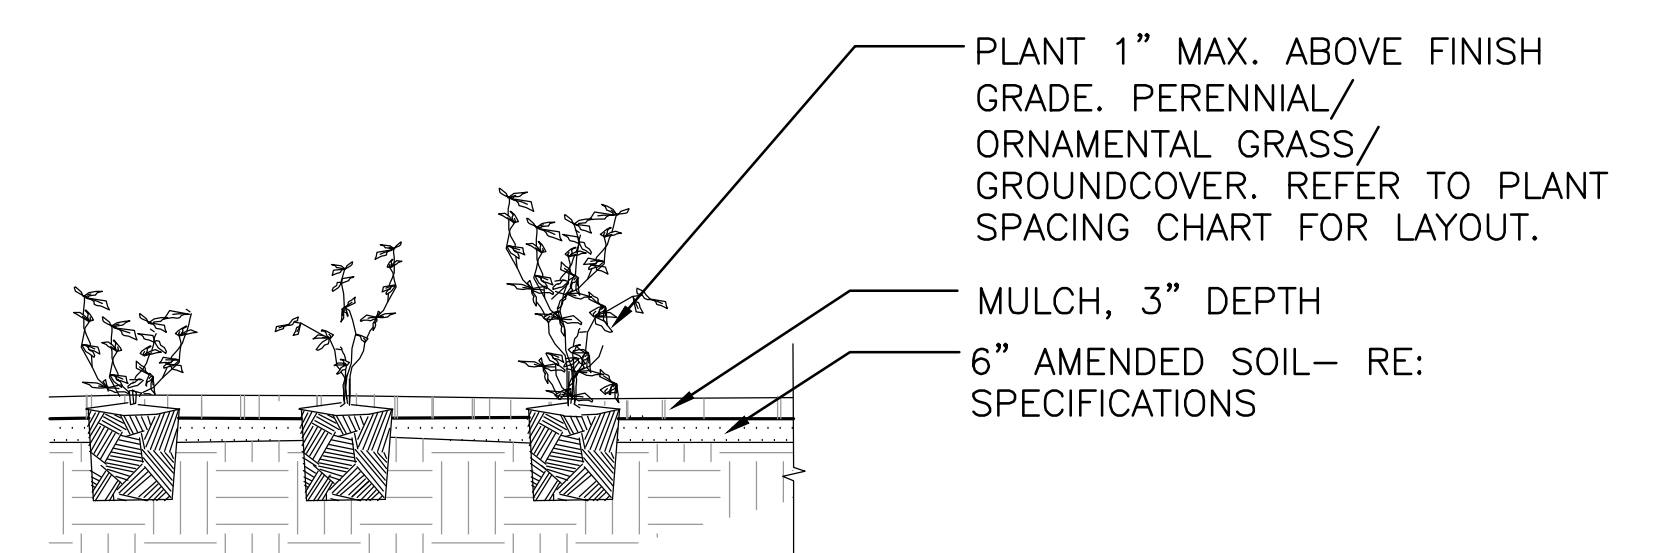 PLANT 1” MAX. ABOVE FINISH
GRADE. PERENNIAL/
ORNAMENTAL GRASS/
GROUNDCOVER. REFER TO PLANT
SPACING CHART FOR LAYOUT.
MULCH, 3” DEPTH
6” AMENDED SOIL– RE:
SPECIFICATIONS